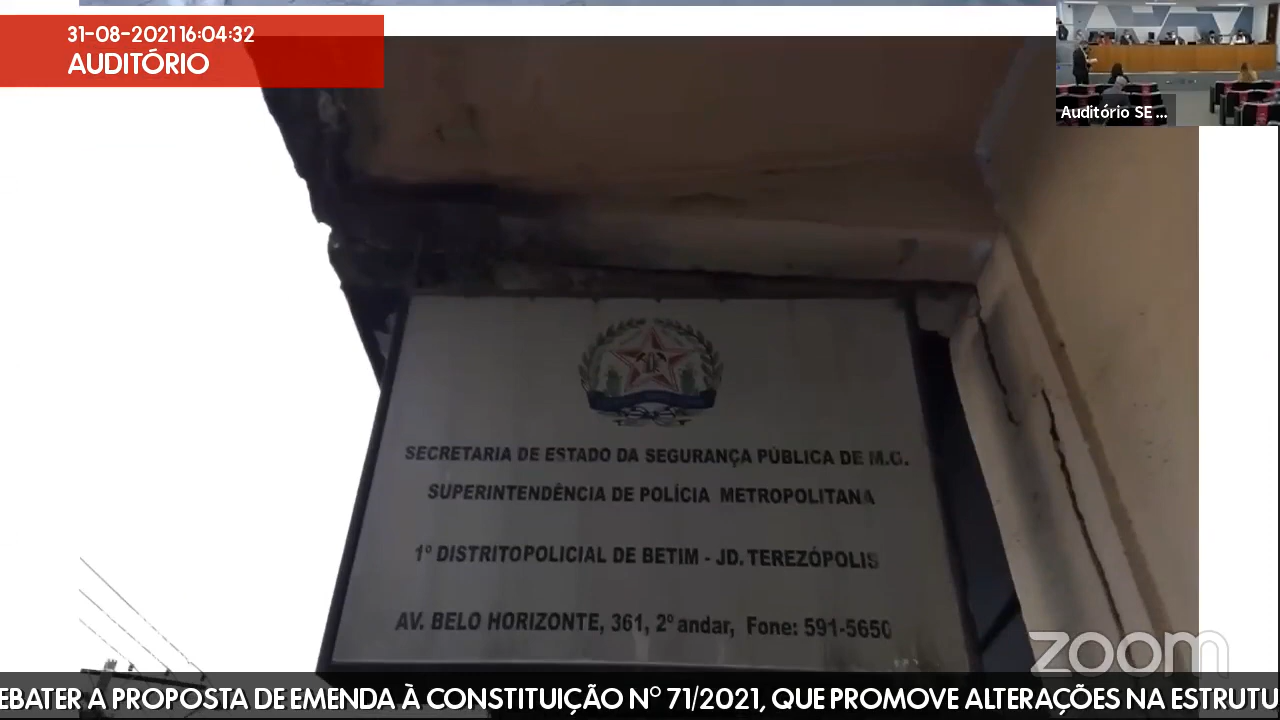 31-08-2021 16:04:32
AUDITÓRIO
Auditório SE ...
SECRETARIA DE ESTADO DA SEGURANÇA PÚBLICA DE M.G.
SUPERINTENDÊNCIA DE POLÍCIA METROPOLITANA
1º DISTRITO POLICIAL DE BETIM - JD. TEREZÓPOLIS
AV. BELO HORIZONTE, 361, 2º andar, Fone: 591-5650
zoom
EBATER A PROPOSTA DE EMENDA À CONSTITUIÇÃO Nº 71/2021, QUE PROMOVE ALTERAÇÕES NA ESTRUTU